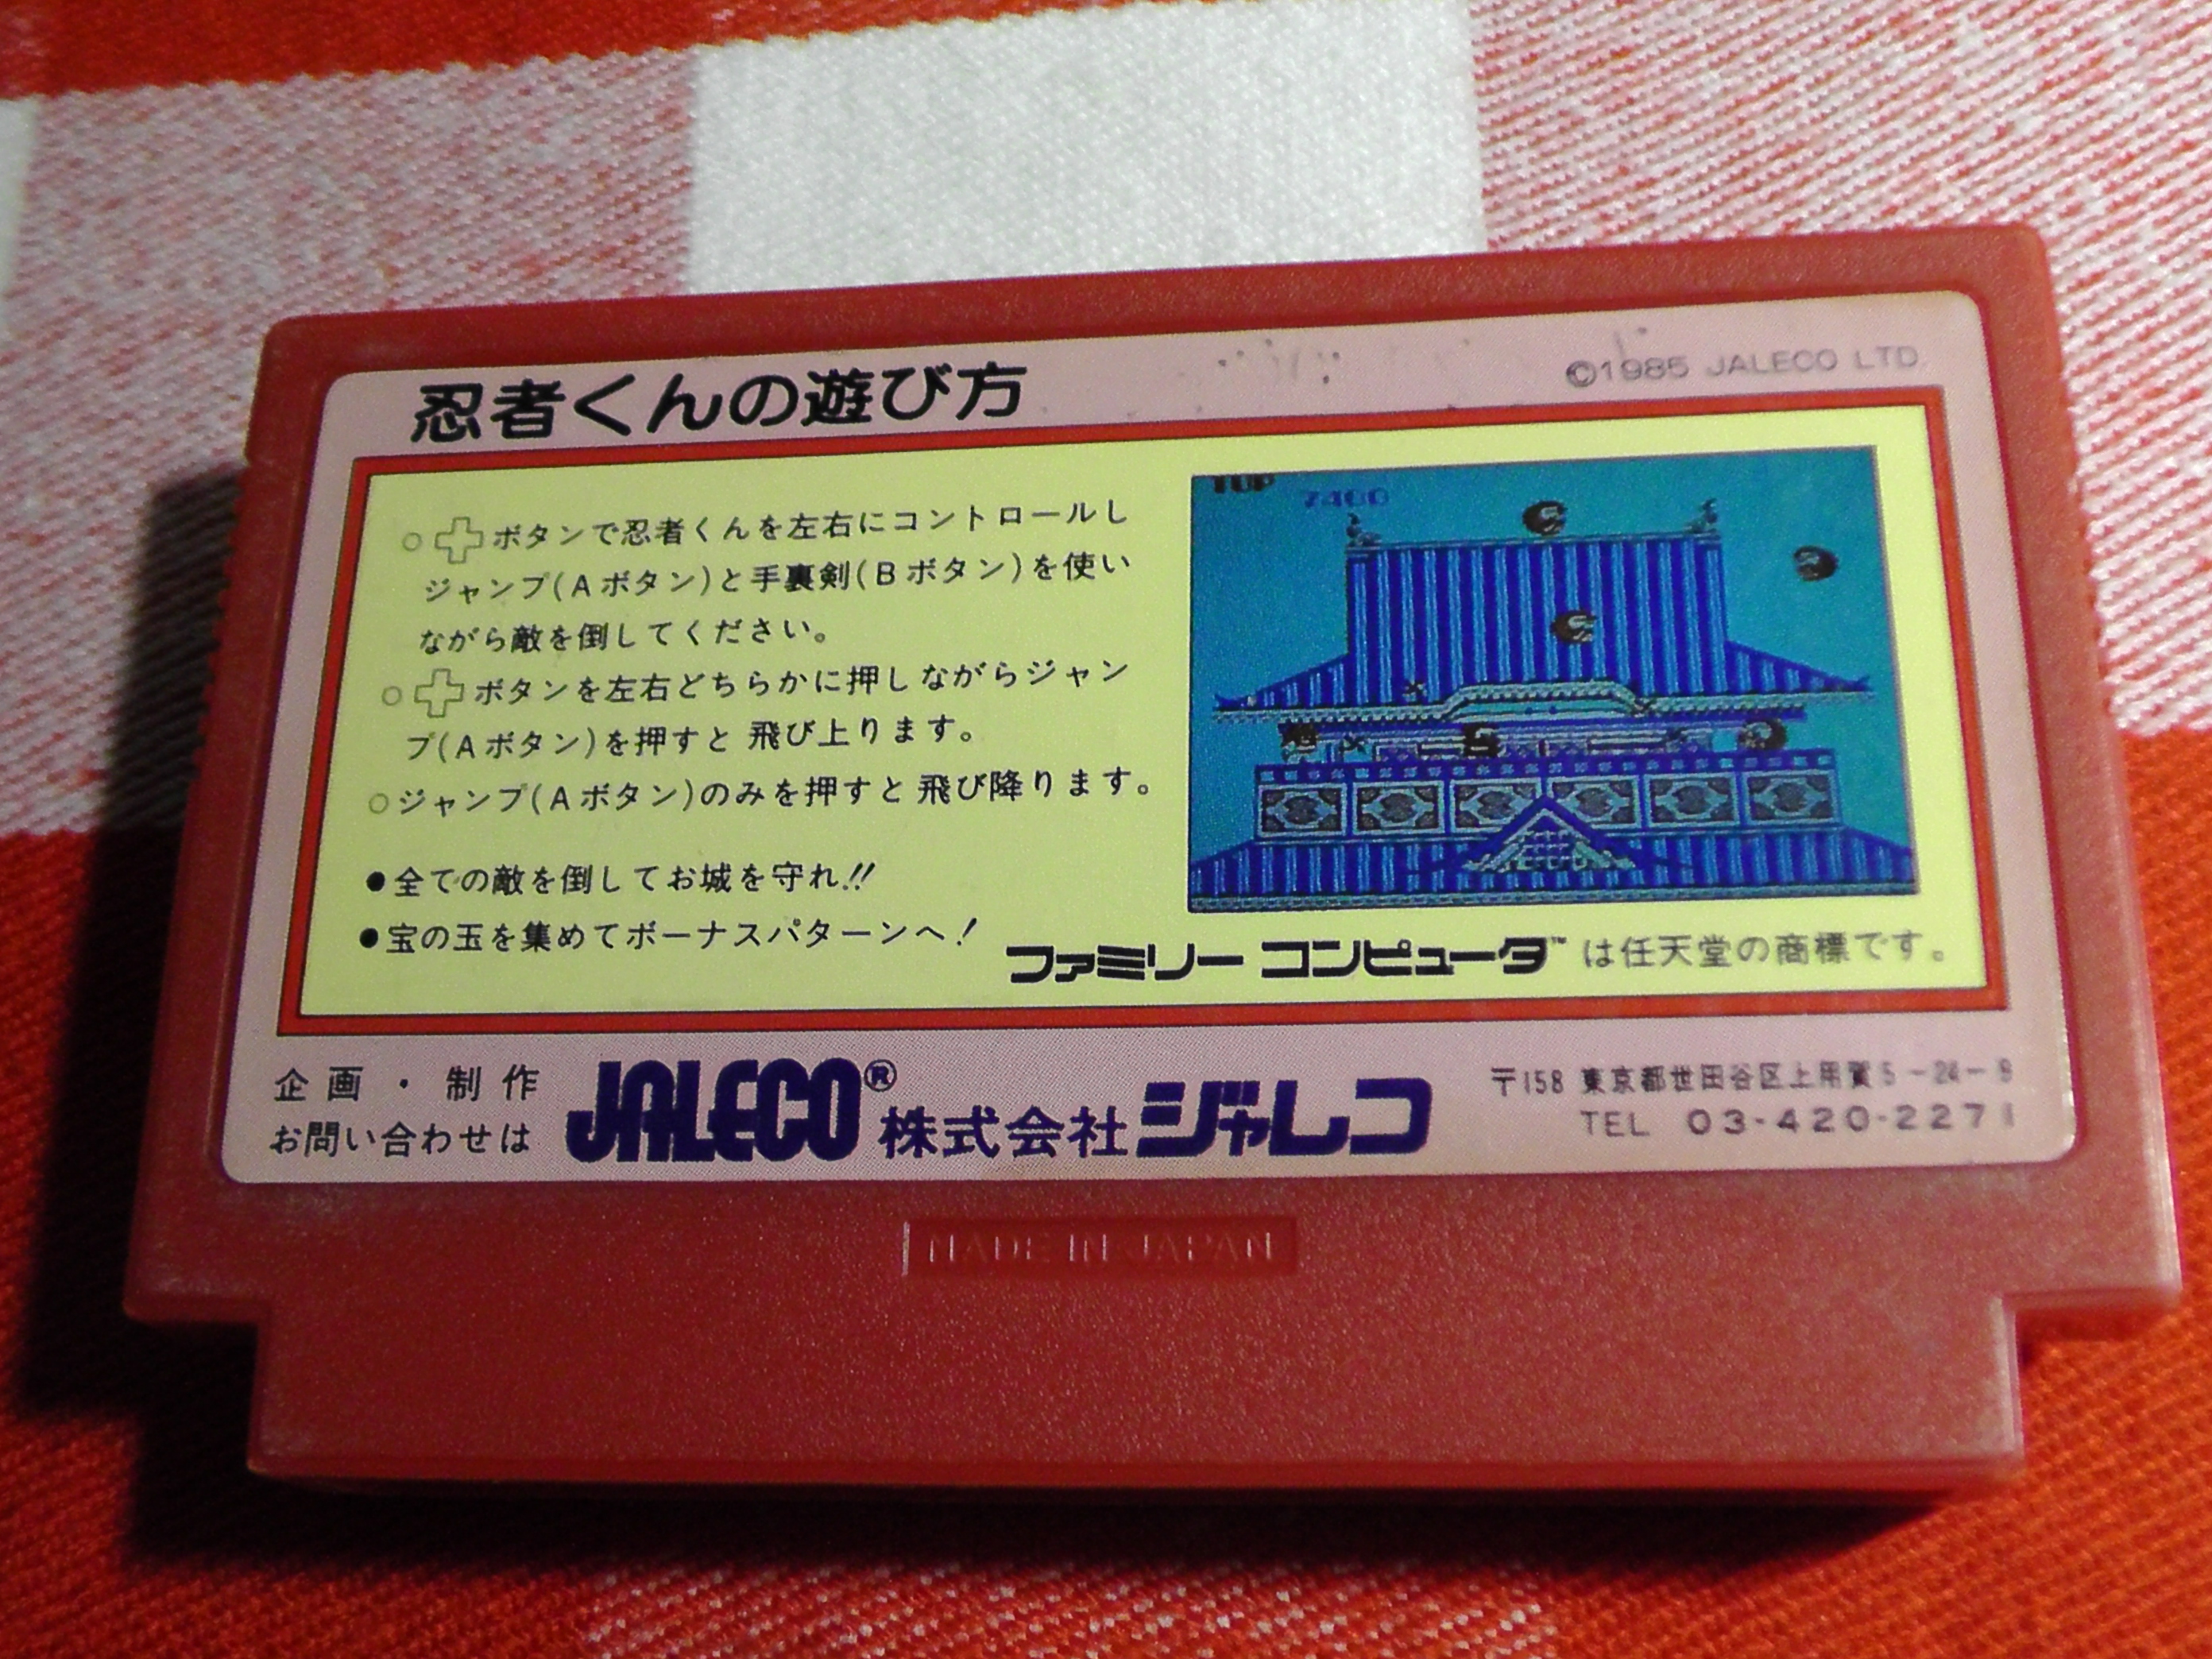 忍者くんの遊び方
©1985 JALECO LTD.
○ ボタンで忍者くんを左右にコントロールし
ジャンプ(Aボタン)と手裏剣(Bボタン)を使い
ながら敵を倒してください。
○ ボタンを左右どちらかに押しながらジャン
プ(Aボタン)を押すと 飛び上ります。
○ジャンプ(Aボタン)のみを押すと 飛び降ります。
●全ての敵を倒してお城を守れ!!
●宝の玉を集めてボーナスパターンへ!
TOP
7400
ファミリー コンピュータ™ は任天堂の商標です。
企画・制作
お問い合わせは
JALECO® 株式会社ジャレコ
〒158 東京都世田谷区上用賀5-24-8
TEL 03-420-2271
MADE IN JAPAN